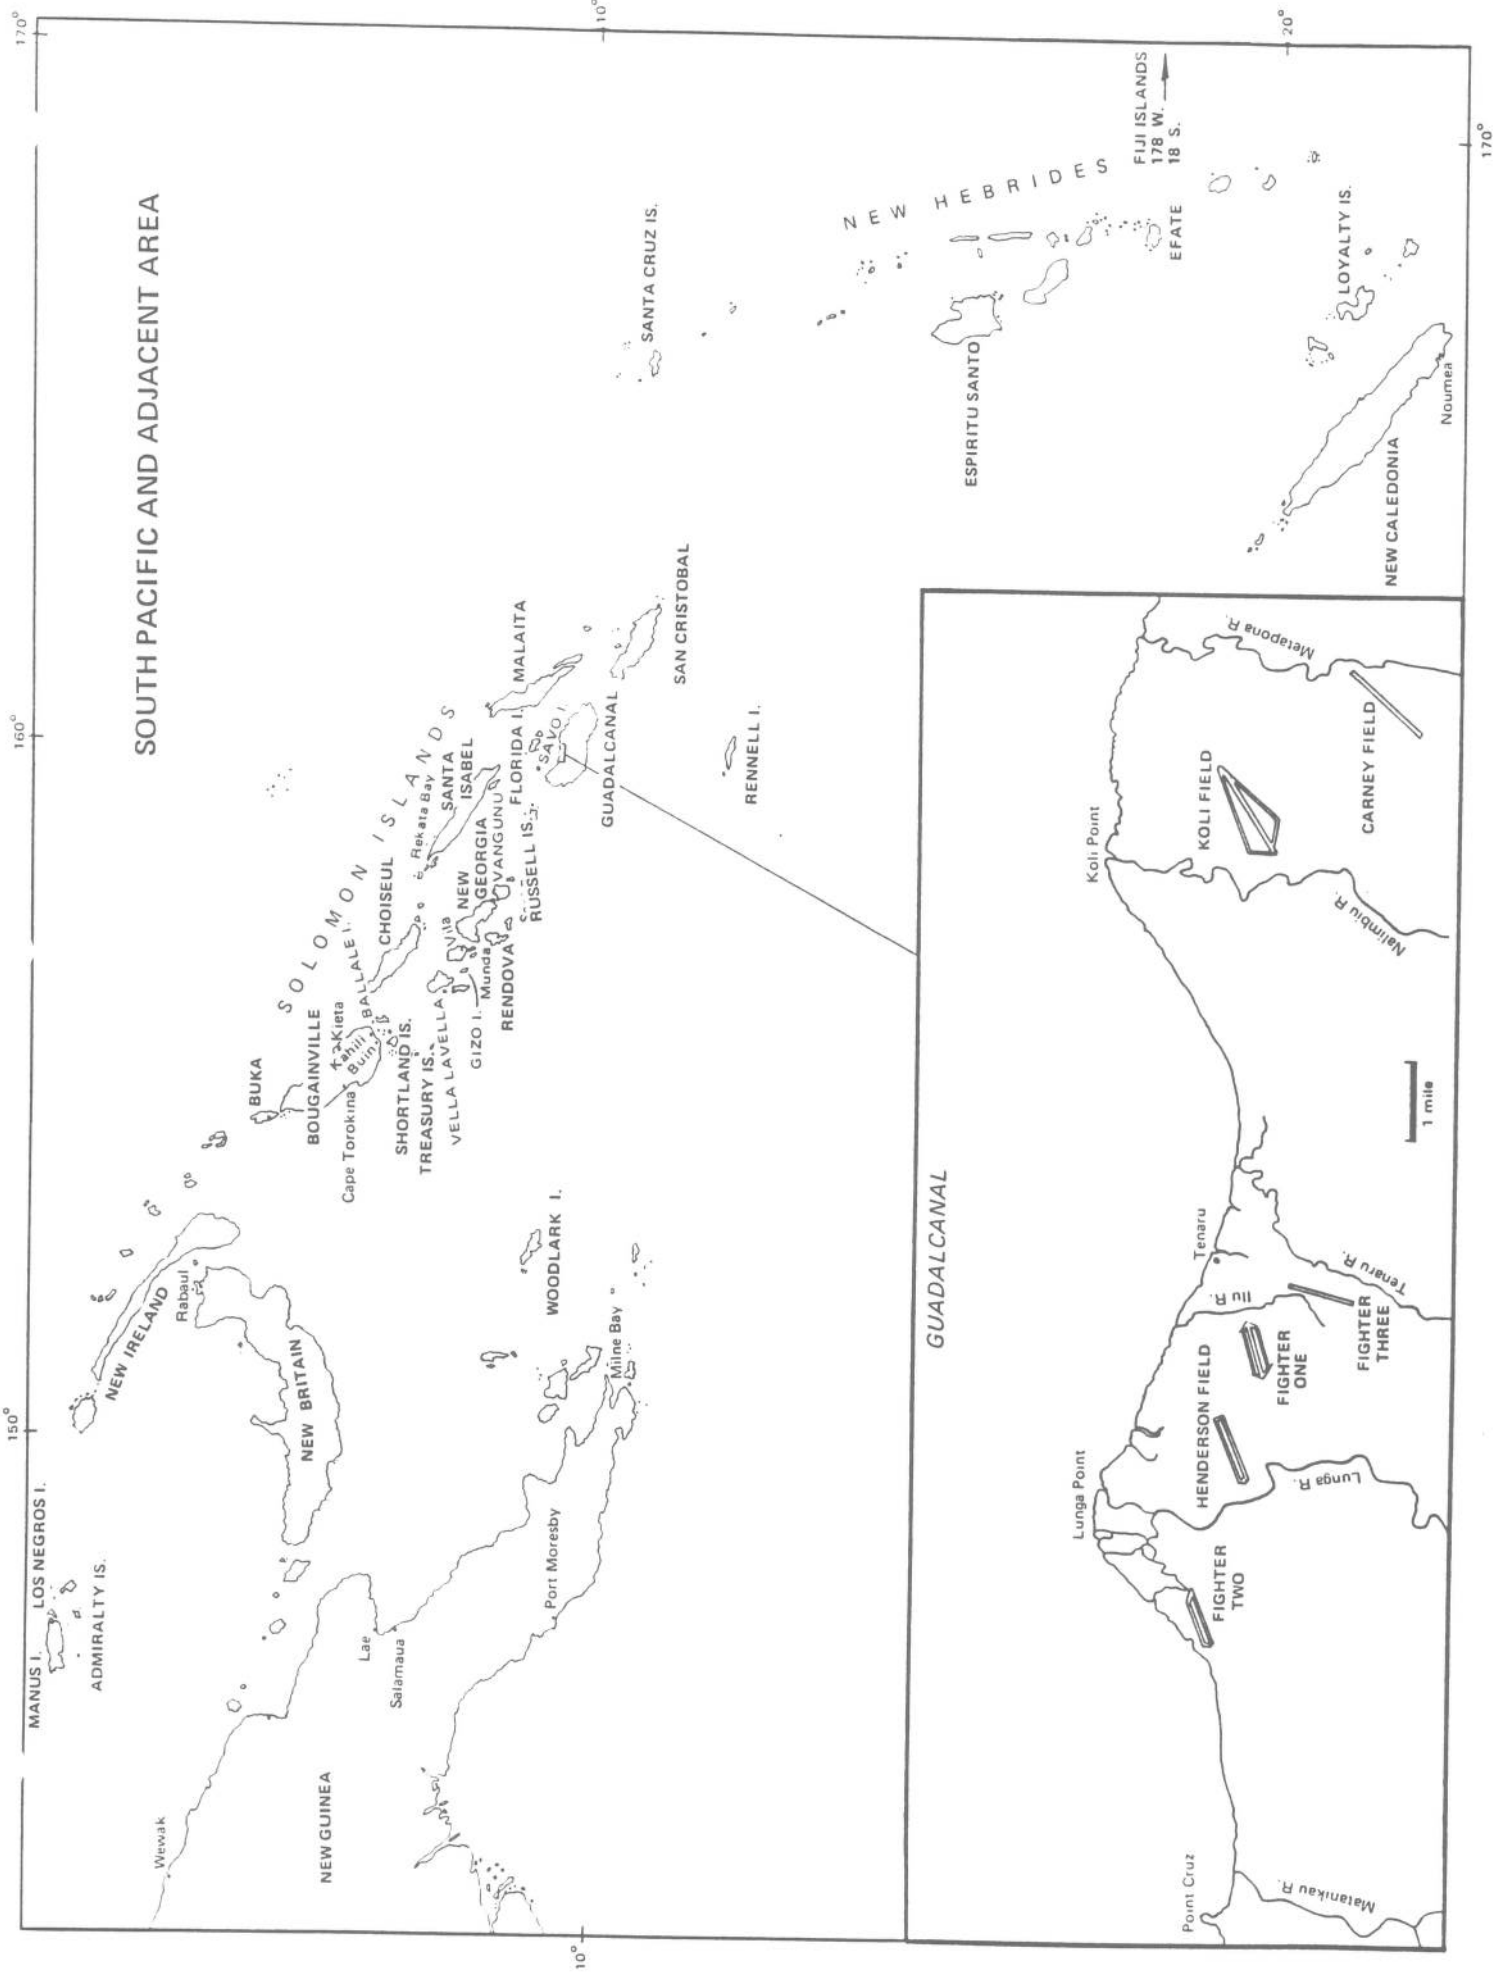 SOUTH PACIFIC AND ADJACENT AREA
150°
160°
170°
10°
10°
20°
170°
MANUS I.
LOS NEGROS I.
ADMIRALTY IS.
Wewak
NEW GUINEA
Lae
Salamaua
Port Moresby
Milne Bay
WOODLARK I.
NEW BRITAIN
Rabaul
NEW IRELAND
BUKA
BOUGAINVILLE
Cape Torokina
Kieta
Kahili
Buin
BALLALE I.
SHORTLAND IS.
TREASURY IS.
VELLA LAVELLA
GIZO I.
SOLOMON ISLANDS
CHOISEUL
Rekata Bay
SANTA
ISABEL
Vila
Munda
NEW
GEORGIA
VANGUNU
RENDOVA
RUSSELL IS.
FLORIDA I.
SAVO I.
MALAITA
GUADALCANAL
SAN CRISTOBAL
RENNELL I.
SANTA CRUZ IS.
NEW HEBRIDES
ESPIRITU SANTO
EFATE
FIJI ISLANDS
178 W.
18 S.
LOYALTY IS.
NEW CALEDONIA
Noumea
GUADALCANAL
Point Cruz
Matanikau R.
FIGHTER
TWO
Lunga Point
Lunga R.
HENDERSON FIELD
FIGHTER
ONE
Ilu R.
Tenaru
Tenaru R.
FIGHTER
THREE
1 mile
Koli Point
Nalimbiu R.
KOLI FIELD
CARNEY FIELD
Metapona R.